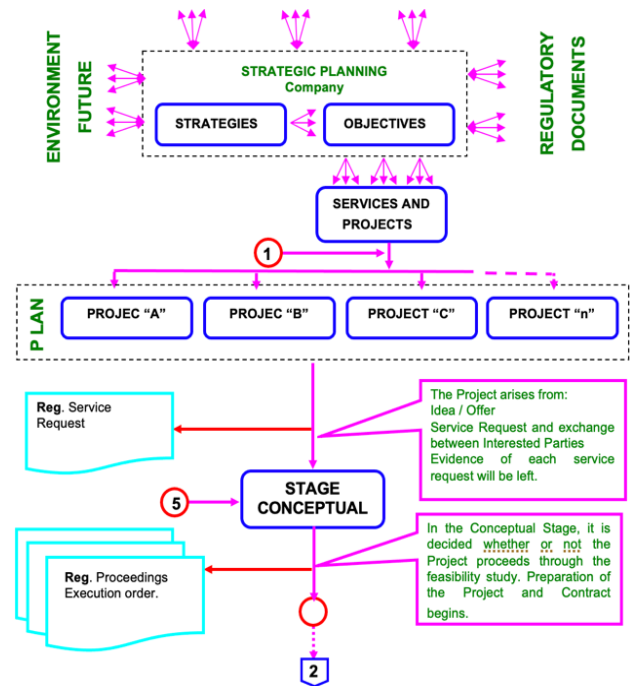 ENVIRONMENT
FUTURE
STRATEGIC PLANNING
Company
STRATEGIES
OBJECTIVES
REGULATORY
DOCUMENTS
SERVICES AND
PROJECTS
1
P LAN
PROJEC “A”
PROJEC “B”
PROJECT “C”
PROJECT “n”
Reg. Service
Request
The Project arises from:
Idea / Offer
Service Request and exchange
between Interested Parties
Evidence of each service
request will be left.
5
STAGE
CONCEPTUAL
Reg. Proceedings
Execution order.
In the Conceptual Stage, it is
decided whether or not the
Project proceeds through the
feasibility study. Preparation of
the Project and Contract
begins.
2